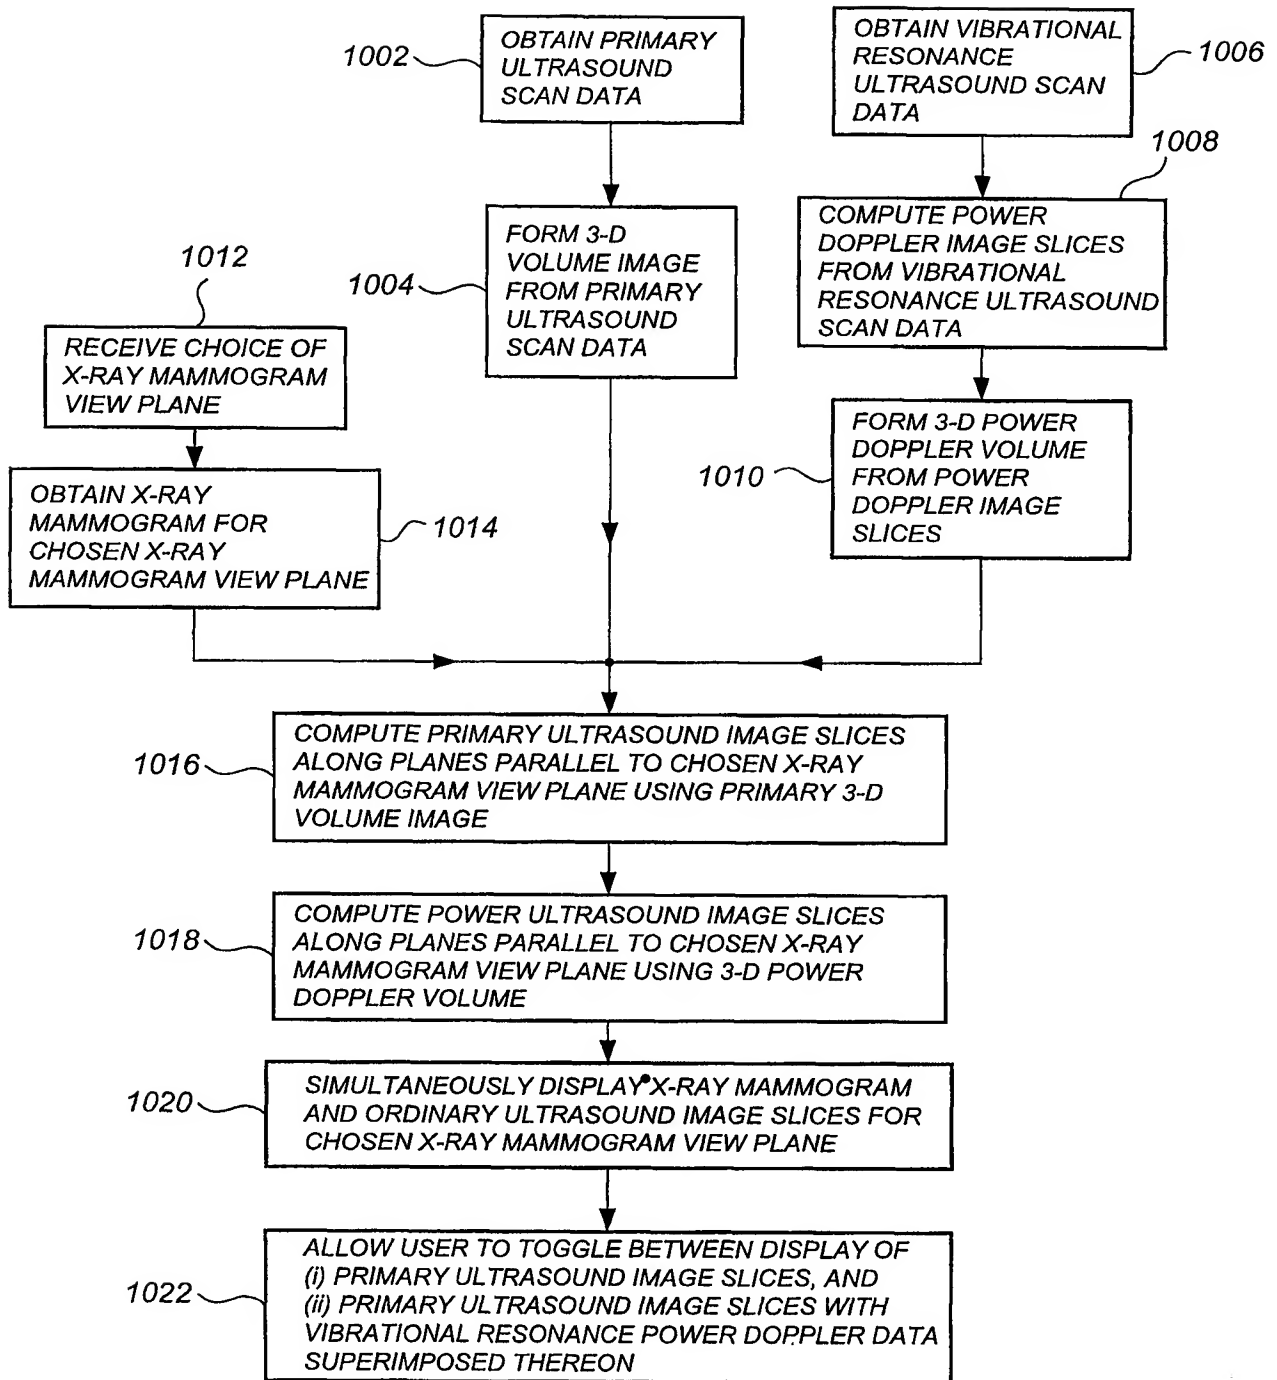 1002
OBTAIN PRIMARY
ULTRASOUND
SCAN DATA
OBTAIN VIBRATIONAL
RESONANCE
ULTRASOUND SCAN
DATA
1006
1008
1004
FORM 3-D
VOLUME IMAGE
FROM PRIMARY
ULTRASOUND
SCAN DATA
COMPUTE POWER
DOPPLER IMAGE SLICES
FROM VIBRATIONAL
RESONANCE ULTRASOUND
SCAN DATA
1012
RECEIVE CHOICE OF
X-RAY MAMMOGRAM
VIEW PLANE
1010
FORM 3-D POWER
DOPPLER VOLUME
FROM POWER
DOPPLER IMAGE
SLICES
OBTAIN X-RAY
MAMMOGRAM FOR
CHOSEN X-RAY
MAMMOGRAM VIEW PLANE
1014
1016
COMPUTE PRIMARY ULTRASOUND IMAGE SLICES
ALONG PLANES PARALLEL TO CHOSEN X-RAY
MAMMOGRAM VIEW PLANE USING PRIMARY 3-D
VOLUME IMAGE
1018
COMPUTE POWER ULTRASOUND IMAGE SLICES
ALONG PLANES PARALLEL TO CHOSEN X-RAY
MAMMOGRAM VIEW PLANE USING 3-D POWER
DOPPLER VOLUME
1020
SIMULTANEOUSLY DISPLAY X-RAY MAMMOGRAM
AND ORDINARY ULTRASOUND IMAGE SLICES FOR
CHOSEN X-RAY MAMMOGRAM VIEW PLANE
1022
ALLOW USER TO TOGGLE BETWEEN DISPLAY OF
(i) PRIMARY ULTRASOUND IMAGE SLICES, AND
(ii) PRIMARY ULTRASOUND IMAGE SLICES WITH
VIBRATIONAL RESONANCE POWER DOPPLER DATA
SUPERIMPOSED THEREON